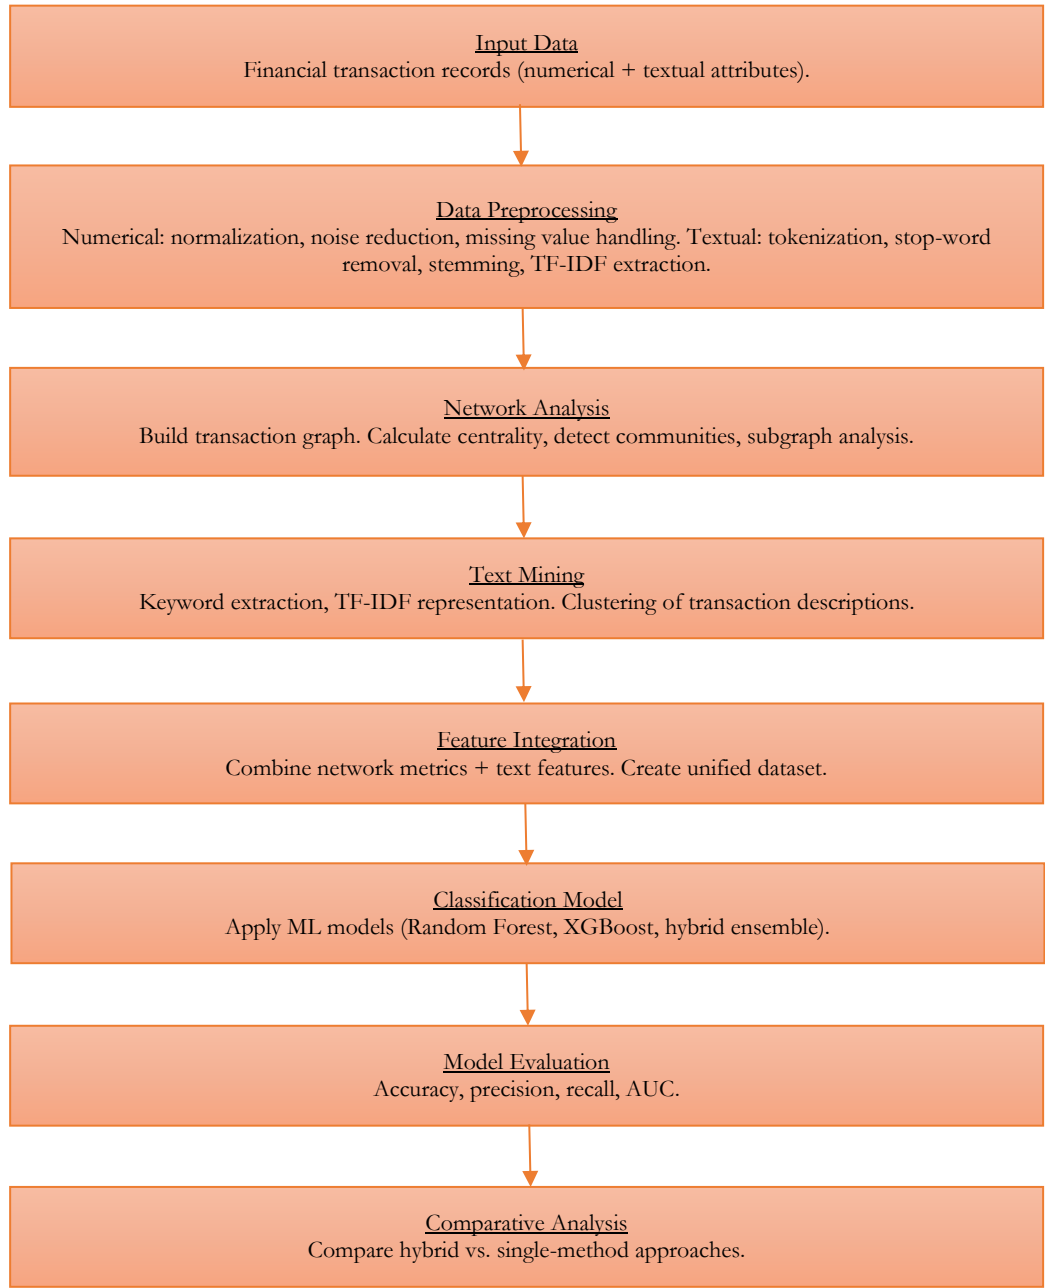 Input Data
Financial transaction records (numerical + textual attributes).
Data Preprocessing
Numerical: normalization, noise reduction, missing value handling. Textual: tokenization, stop-word
removal, stemming, TF-IDF extraction.
Network Analysis
Build transaction graph. Calculate centrality, detect communities, subgraph analysis.
Text Mining
Keyword extraction, TF-IDF representation. Clustering of transaction descriptions.
Feature Integration
Combine network metrics + text features. Create unified dataset.
Classification Model
Apply ML models (Random Forest, XGBoost, hybrid ensemble).
Model Evaluation
Accuracy, precision, recall, AUC.
Comparative Analysis
Compare hybrid vs. single-method approaches.